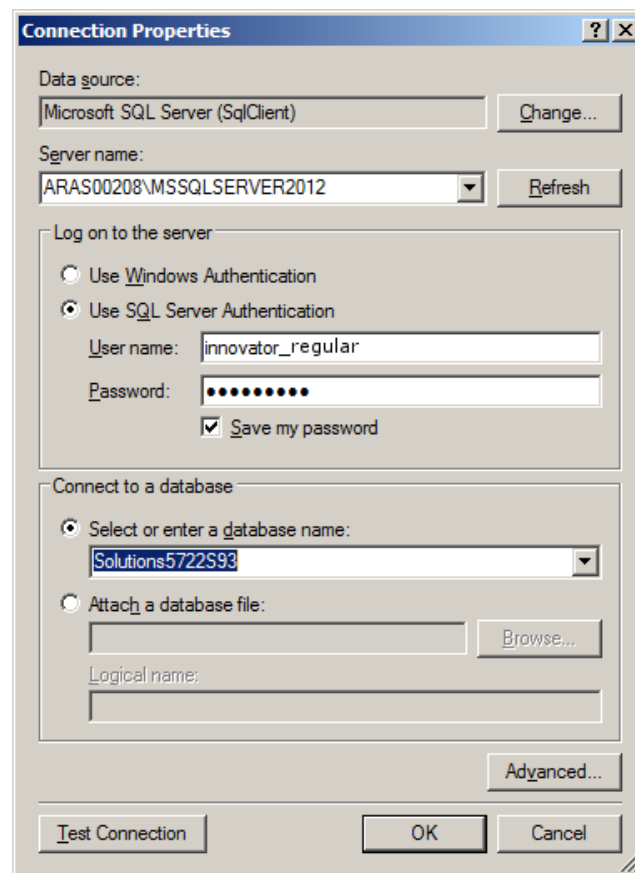 Connection Properties
Data source:
Microsoft SQL Server (SqlClient)
Change...
Server name:
ARAS00208\MSSQLSERVER2012
Refresh
Log on to the server
Use Windows Authentication
Use SQL Server Authentication
User name:
innovator_regular
Password:
●●●●●●●●●
Save my password
Connect to a database
Select or enter a database name:
Solutions5722S93
Attach a database file:
Browse...
Logical name:
Advanced...
Test Connection
OK
Cancel